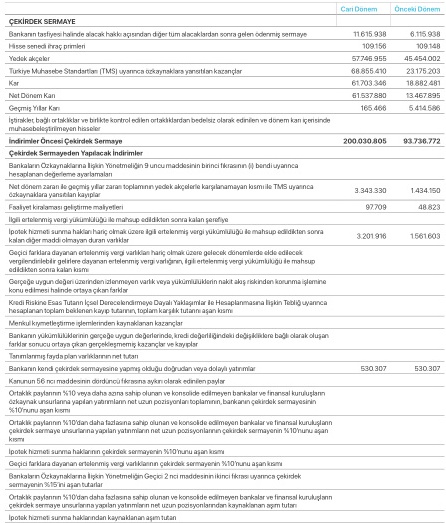 Cari Dönem Önceki Dönem
ÇEKİRDEK SERMAYE
Bankanın tasfiyesi halinde alacak hakkı açısından diğer tüm alacaklardan sonra gelen ödenmiş sermaye 11.615.938 6.115.938
Hisse senedi ihraç primleri 109.156 109.148
Yedek akçeler 57.746.955 45.454.002
Türkiye Muhasebe Standartları (TMS) uyarınca özkaynaklara yansıtılan kazançlar 68.855.410 23.175.203
Kar 61.703.346 18.882.481
Net Dönem Karı 61.537.880 13.467.895
Geçmiş Yıllar Karı 165.466 5.414.586
İştirakler, bağlı ortaklıklar ve birlikte kontrol edilen ortaklıklardan bedelsiz olarak edinilen ve dönem karı içerisinde
muhasebeleştirilmeyen hisseler
İndirimler Öncesi Çekirdek Sermaye 200.030.805 93.736.772
Çekirdek Sermayeden Yapılacak İndirimler
Bankaların Özkaynaklarına İlişkin Yönetmeliğin 9 uncu maddesinin birinci fıkrasının (i) bendi uyarınca
hesaplanan değerleme ayarlamaları
Net dönem zararı ile geçmiş yıllar zararı toplamının yedek akçelerle karşılanamayan kısmı ile TMS uyarınca
özkaynaklara yansıtılan kayıplar 3.343.330 1.434.150
Faaliyet kiralaması geliştirme maliyetleri 97.709 48.823
İlgili ertelenmiş vergi yükümlülüğü ile mahsup edildikten sonra kalan şerefiye
İpotek hizmeti sunma hakları hariç olmak üzere ilgili ertelenmiş vergi yükümlülüğü ile mahsup edildikten sonra
kalan diğer maddi olmayan duran varlıklar 3.201.916 1.561.603
Geçici farklara dayanan ertelenmiş vergi varlıkları hariç olmak üzere gelecek dönemlerde elde edilecek
vergilendirilebilir gelirlere dayanan ertelenmiş vergi varlığının, ilgili ertelenmiş vergi yükümlülüğü ile mahsup
edildikten sonra kalan kısmı
Gerçeğe uygun değeri üzerinden izlenmeyen varlık veya yükümlülüklerin nakit akış riskinden korunma işlemine
konu edilmesi halinde ortaya çıkan farklar
Kredi Riskine Esas Tutarın İçsel Derecelendirmeye Dayalı Yaklaşımlar ile Hesaplanmasına İlişkin Tebliğ uyarınca
hesaplanan toplam beklenen kayıp tutarının, toplam karşılık tutarını aşan kısmı
Menkul kıymetleştirme işlemlerinden kaynaklanan kazançlar
Bankanın yükümlülüklerinin gerçeğe uygun değerlerinde, kredi değerliliğindeki değişikliklere bağlı olarak oluşan
farklar sonucu ortaya çıkan gerçekleşmemiş kazançlar ve kayıplar
Tanımlanmış fayda plan varlıklarının net tutarı
Bankanın kendi çekirdek sermayesine yapmış olduğu doğrudan veya dolaylı yatırımlar 530.307 530.307
Kanunun 56 ncı maddesinin dördüncü fıkrasına aykırı olarak edinilen paylar
Ortaklık paylarının %10 veya daha azına sahip olunan ve konsolide edilmeyen bankalar ve finansal kuruluşların
özkaynak unsurlarına yapılan yatırımların net uzun pozisyonları toplamının, bankanın çekirdek sermayesinin
%10'nunu aşan kısmı
Ortaklık paylarının %10'dan daha fazlasına sahip olunan ve konsolide edilmeyen bankalar ve finansal kuruluşların
çekirdek sermaye unsurlarına yapılan yatırımların net uzun pozisyonlarının çekirdek sermayenin %10'nunu aşan
kısmı
İpotek hizmeti sunma haklarının çekirdek sermayenin %10'nunu aşan kısmı
Geçici farklara dayanan ertelenmiş vergi varlıklarının çekirdek sermayenin %10'nunu aşan kısmı
Bankaların Özkaynaklarına İlişkin Yönetmeliğin Geçici 2 nci maddesinin ikinci fıkrası uyarınca çekirdek
sermayenin %15'ini aşan tutarlar
Ortaklık paylarının %10'dan daha fazlasına sahip olunan ve konsolide edilmeyen bankalar ve finansal kuruluşların
çekirdek sermaye unsurlarına yapılan yatırımların net uzun pozisyonlarından kaynaklanan aşım tutarı
İpotek hizmeti sunma haklarından kaynaklanan aşım tutarı